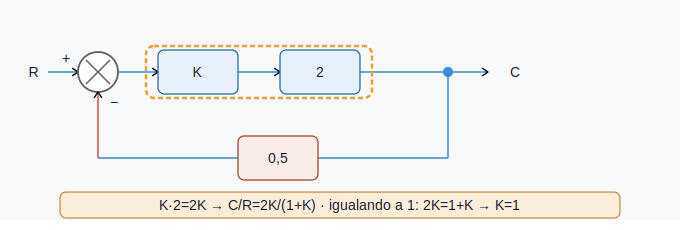 +
R
K
2
C
−
0,5
K·2=2K → C/R=2K/(1+K) · igualando a 1: 2K=1+K → K=1